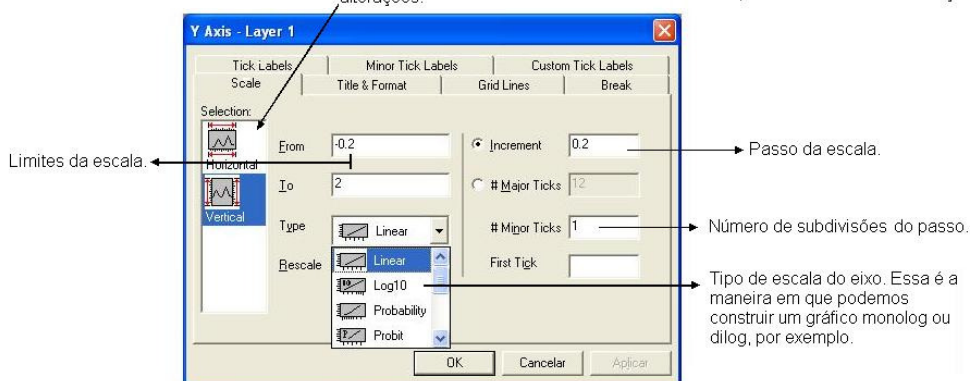 alterações.
Y Axis - Layer 1
Tick Labels
Minor Tick Labels
Custom Tick Labels
Scale
Title & Format
Grid Lines
Break
Selection:
Horizontal
Vertical
From
-0.2
To
2
Type
Linear
Rescale
Linear
Log10
Probability
Probit
Increment
0.2
# Major Ticks
12
# Minor Ticks
1
First Tick
OK
Cancelar
Aplicar
Limites da escala.
Passo da escala.
Número de subdivisões do passo.
Tipo de escala do eixo. Essa é a
maneira em que podemos
construir um gráfico monolog ou
dilog, por exemplo.